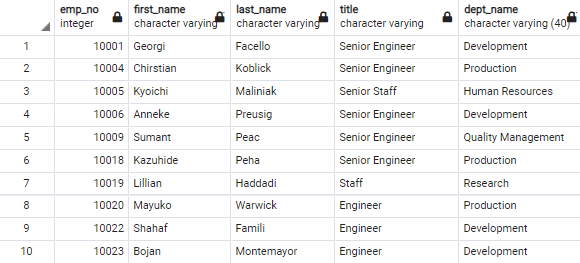 emp_no first_name last_name title dept_name
integer character varying character varying character varying character varying (40)
1 10001 Georgi Facello Senior Engineer Development
2 10004 Chirstian Koblick Senior Engineer Production
3 10005 Kyoichi Maliniak Senior Staff Human Resources
4 10006 Anneke Preusig Senior Engineer Development
5 10009 Sumant Peac Senior Engineer Quality Management
6 10018 Kazuhide Peha Senior Engineer Production
7 10019 Lillian Haddadi Staff Research
8 10020 Mayuko Warwick Engineer Production
9 10022 Shahaf Famili Engineer Development
10 10023 Bojan Montemayor Engineer Development